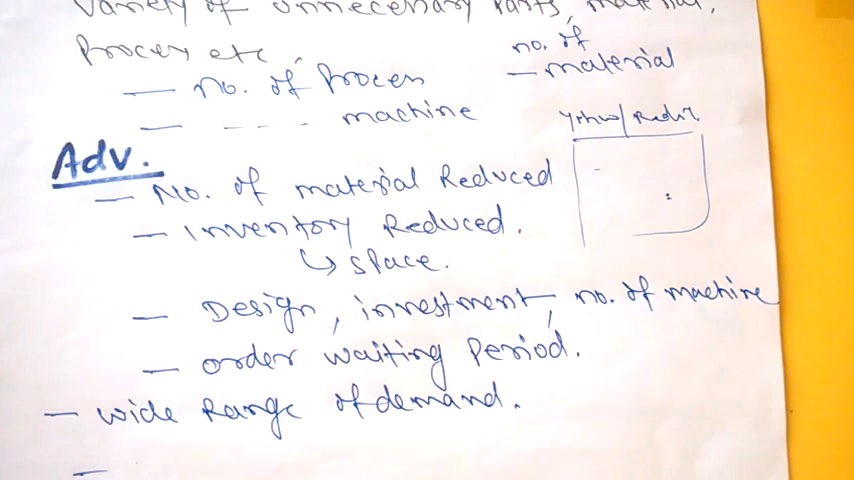 variety of unnecessary Parts, material,
Process etc,
no. of
— no. of Process
— material
— - - - machine
Adv.
— No. of material Reduced
— Inventory Reduced.
↳ space.
— Design, investment, no. of machine
— order waiting Period.
— wide Range of demand.
—